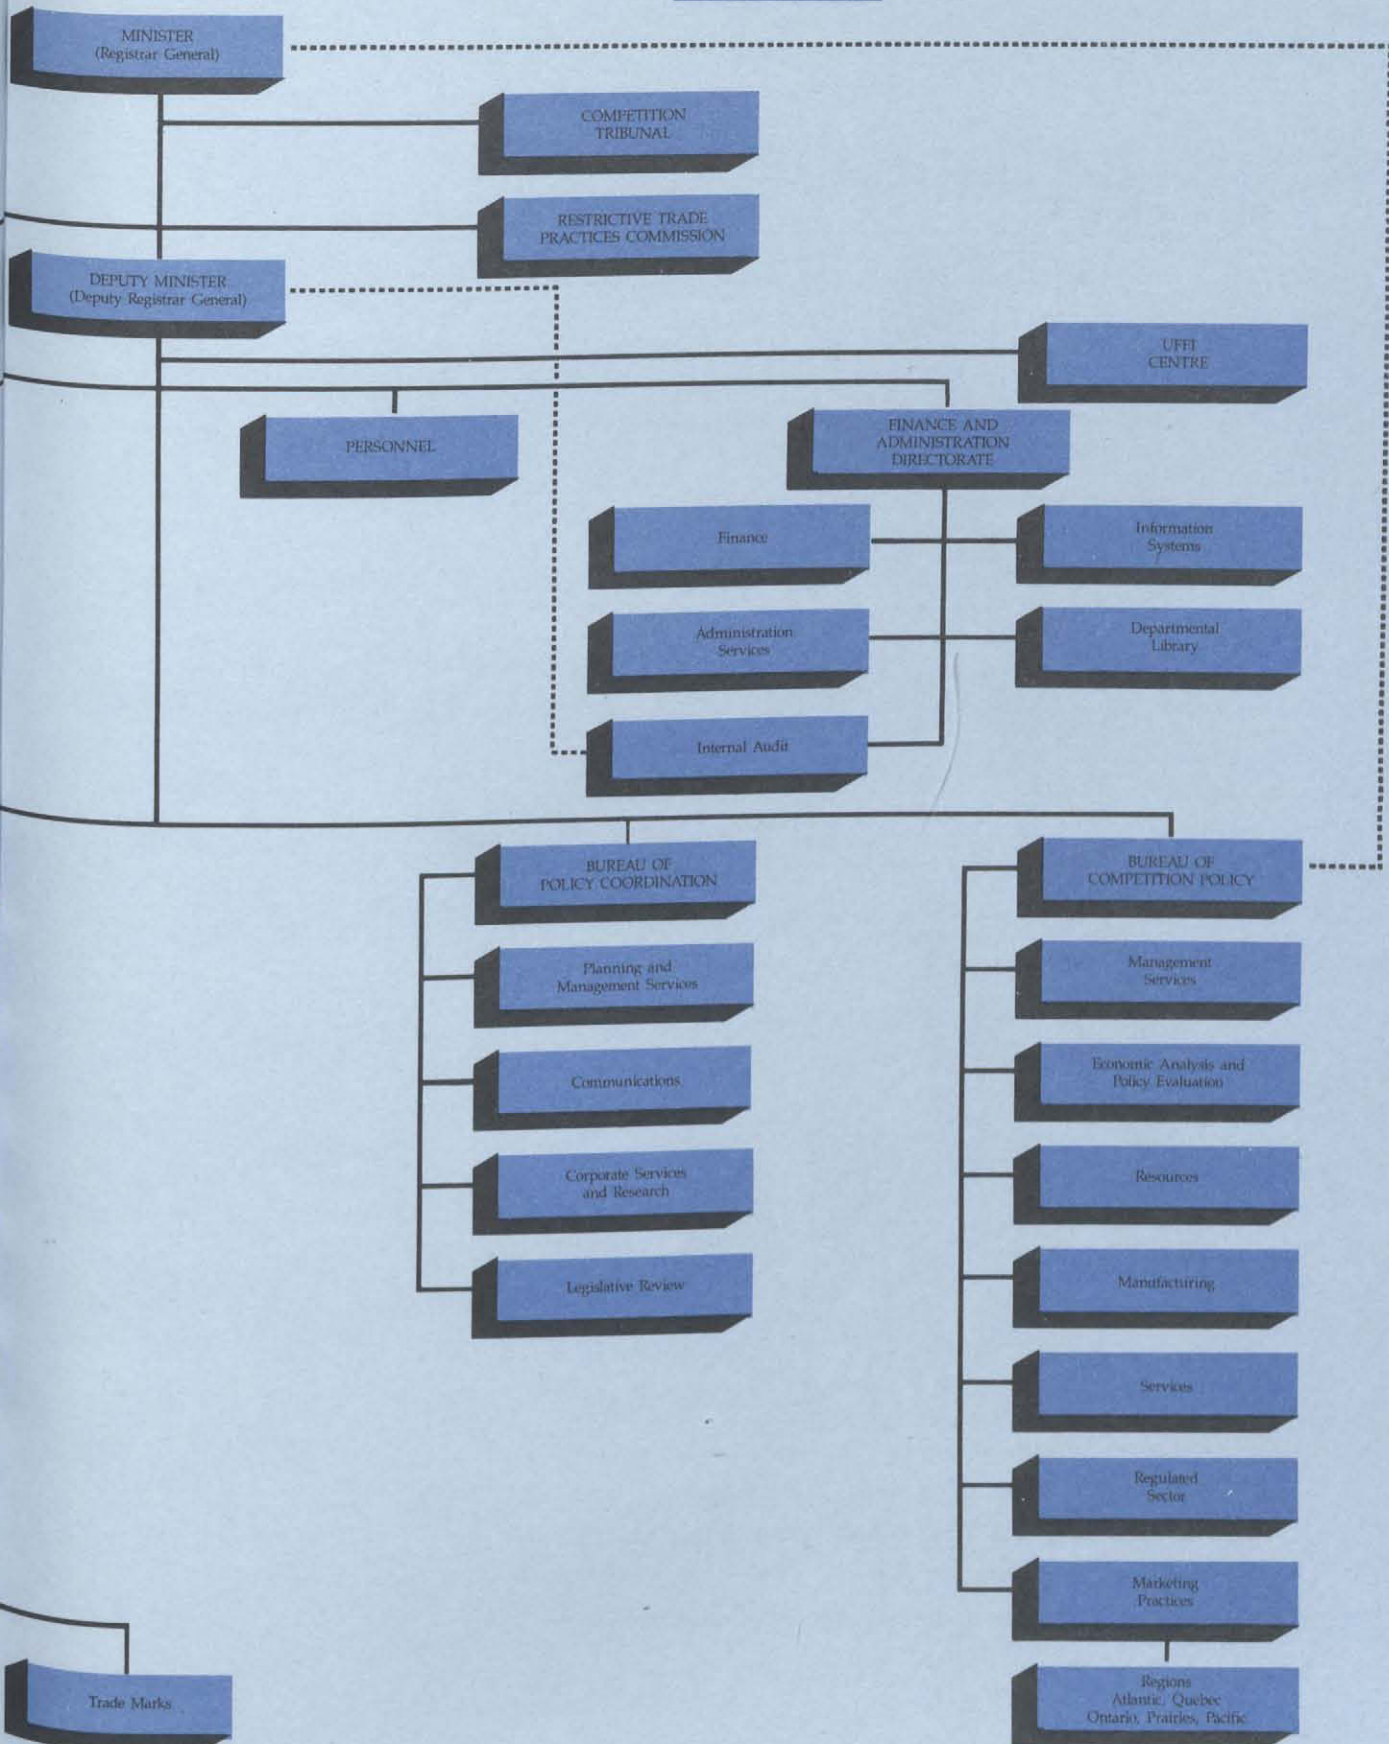 MINISTER
(Registrar General)
COMPETITION
TRIBUNAL
RESTRICTIVE TRADE
PRACTICES COMMISSION
DEPUTY MINISTER
(Deputy Registrar General)
UFFI
CENTRE
PERSONNEL
FINANCE AND
ADMINISTRATION
DIRECTORATE
Finance
Information
Systems
Administration
Services
Departmental
Library
Internal Audit
BUREAU OF
POLICY COORDINATION
Planning and
Management Services
Communications
Corporate Services
and Research
Legislative Review
BUREAU OF
COMPETITION POLICY
Management
Services
Economic Analysis and
Policy Evaluation
Resources
Manufacturing
Services
Regulated
Sector
Marketing
Practices
Regions
Atlantic, Quebec
Ontario, Prairies, Pacific
Trade Marks